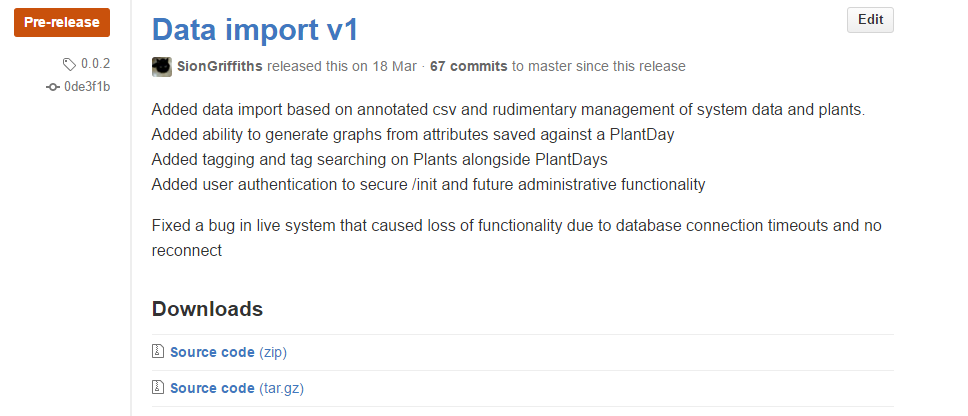 Pre-release
Data import v1
Edit
0.0.2
SionGriffiths released this on 18 Mar · 67 commits to master since this release
0de3f1b
Added data import based on annotated csv and rudimentary management of system data and plants.
Added ability to generate graphs from attributes saved against a PlantDay
Added tagging and tag searching on Plants alongside PlantDays
Added user authentication to secure /init and future administrative functionality
Fixed a bug in live system that caused loss of functionality due to database connection timeouts and no
reconnect
Downloads
Source code (zip)
Source code (tar.gz)